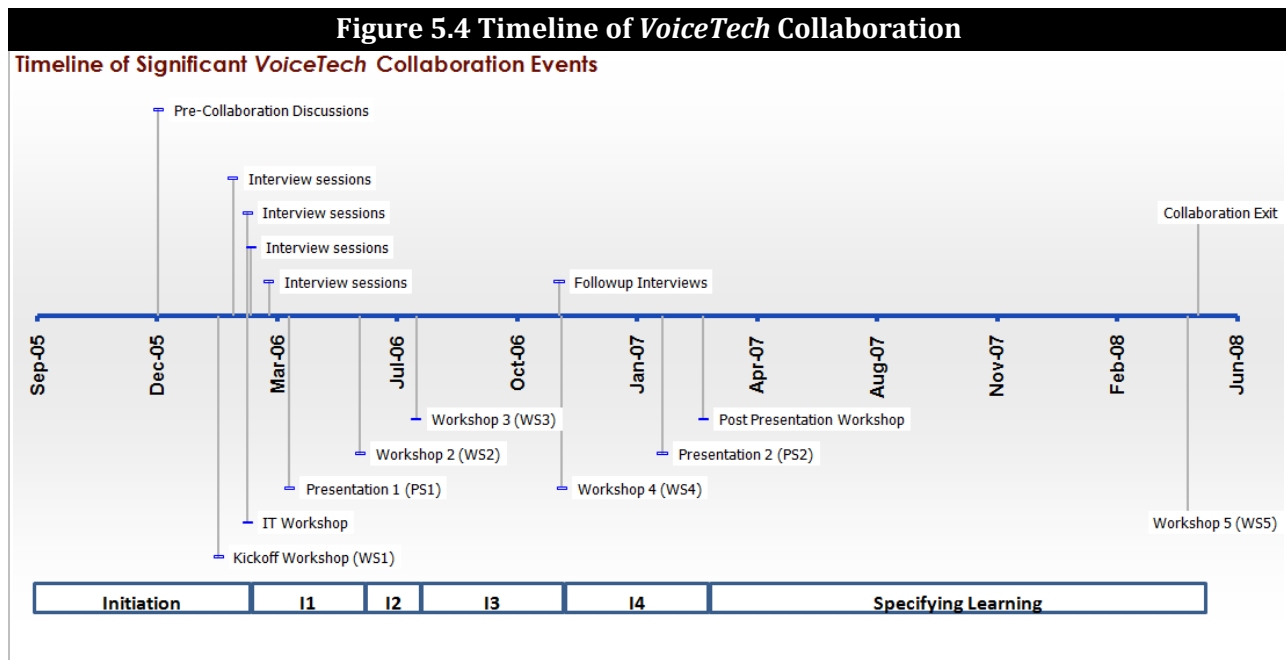 Figure 5.4 Timeline of VoiceTech Collaboration
Timeline of Significant VoiceTech Collaboration Events
Pre-Collaboration Discussions
Interview sessions
Interview sessions
Collaboration Exit
Interview sessions
Interview sessions
Followup Interviews
Sep-05
Dec-05
Mar-06
Jul-06
Oct-06
Jan-07
Apr-07
Aug-07
Nov-07
Feb-08
Jun-08
Workshop 3 (WS3)
Post Presentation Workshop
Workshop 2 (WS2)
Presentation 2 (PS2)
Presentation 1 (PS1)
Workshop 4 (WS4)
IT Workshop
Workshop 5 (WS5)
Kickoff Workshop (WS1)
Initiation
I1
I2
I3
I4
Specifying Learning